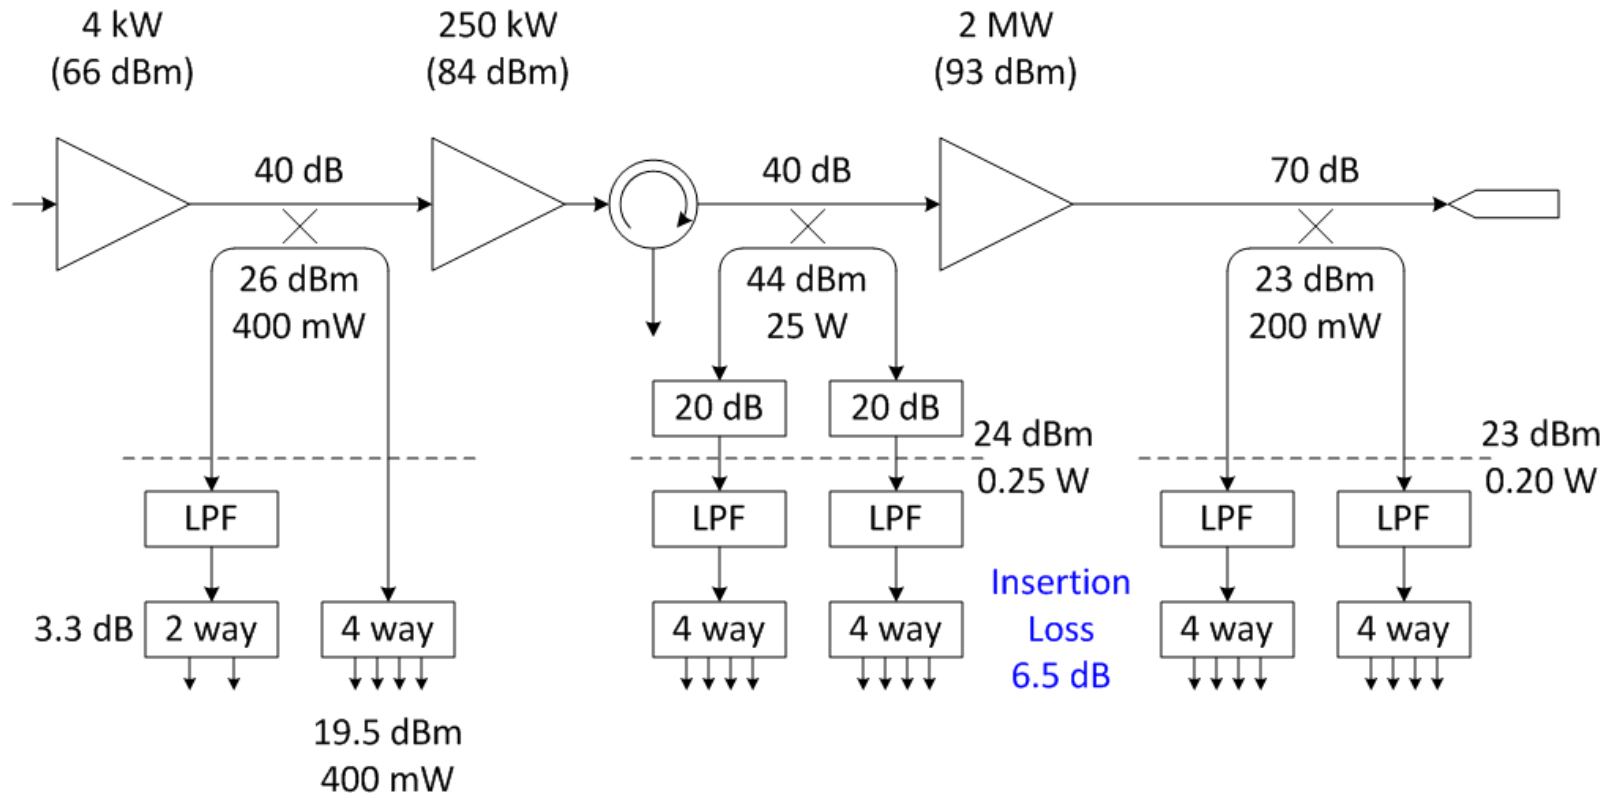 4 kW
(66 dBm)
250 kW
(84 dBm)
2 MW
(93 dBm)
40 dB
40 dB
70 dB
26 dBm
400 mW
44 dBm
25 W
23 dBm
200 mW
20 dB
20 dB
24 dBm
0.25 W
23 dBm
0.20 W
LPF
LPF
LPF
LPF
LPF
3.3 dB
2 way
4 way
4 way
4 way
Insertion
Loss
6.5 dB
4 way
4 way
19.5 dBm
400 mW